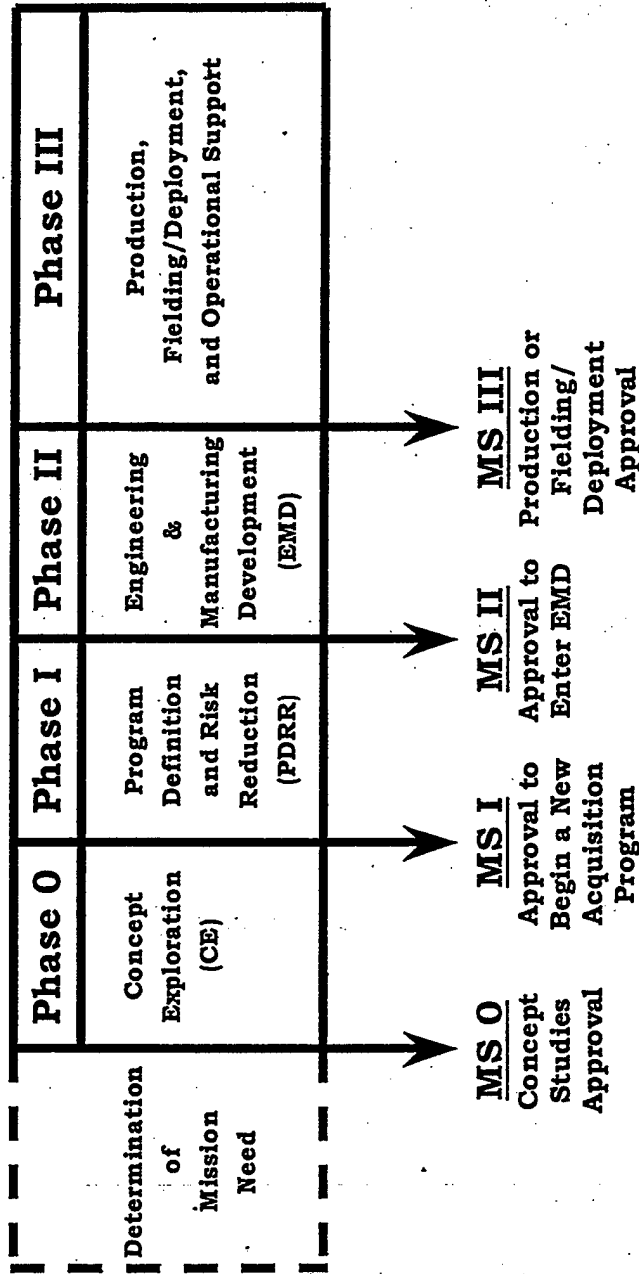 Determination
of
Mission
Need
Phase 0
Concept
Exploration
(CE)
Phase I
Program
Definition
and Risk
Reduction
(PDRR)
Phase II
Engineering
&
Manufacturing
Development
(EMD)
Phase III
Production,
Fielding/Deployment,
and Operational Support
MS 0
Concept
Studies
Approval
MS I
Approval to
Begin a New
Acquisition
Program
MS II
Approval to
Enter EMD
MS III
Production or
Fielding/
Deployment
Approval